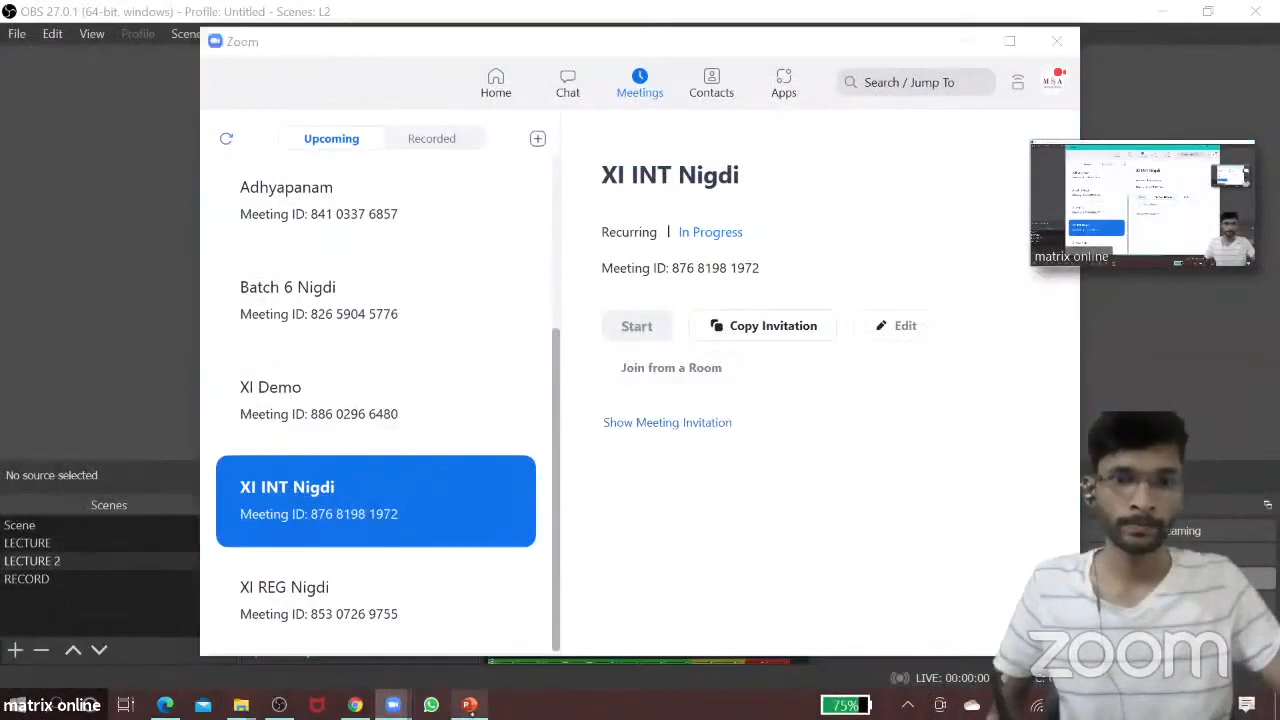 OBS 27.0.1 (64-bit, windows) - Profile: Untitled - Scenes: L2
File Edit View Profile Scene
Zoom
Home Chat Meetings Contacts Apps
Search / Jump To
MSA
Upcoming Recorded
Adhyapanam
Meeting ID: 841 0337 6857
Batch 6 Nigdi
Meeting ID: 826 5904 5776
XI Demo
Meeting ID: 886 0296 6480
XI INT Nigdi
Meeting ID: 876 8198 1972
XI REG Nigdi
Meeting ID: 853 0726 9755
XI INT Nigdi
Recurring | In Progress
Meeting ID: 876 8198 1972
Start Copy Invitation Edit
Join from a Room
Show Meeting Invitation
matrix online
No source selected
Scenes
Scene
LECTURE
LECTURE 2
RECORD
eaming
zoom
LIVE: 00:00:00
matrix online
75%